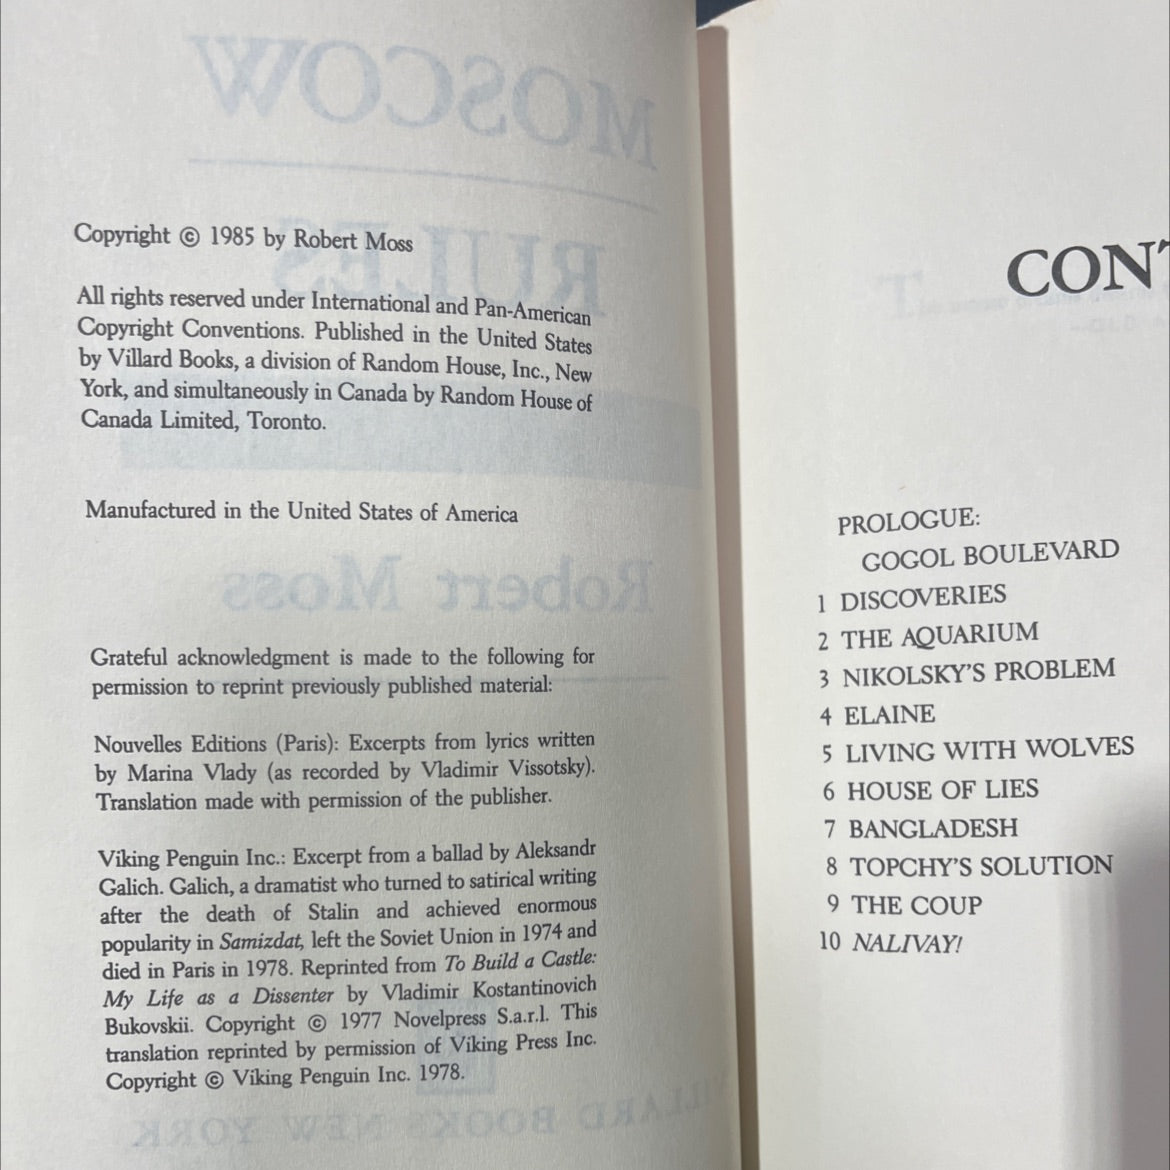 MOSCOW
RULES
Copyright © 1985 by Robert Moss
All rights reserved under International and Pan-American
Copyright Conventions. Published in the United States
by Villard Books, a division of Random House, Inc., New
York, and simultaneously in Canada by Random House of
Canada Limited, Toronto.
Manufactured in the United States of America
Robert Moss
Grateful acknowledgment is made to the following for
permission to reprint previously published material:
Nouvelles Editions (Paris): Excerpts from lyrics written
by Marina Vlady (as recorded by Vladimir Vissotsky).
Translation made with permission of the publisher.
Viking Penguin Inc.: Excerpt from a ballad by Aleksandr
Galich. Galich, a dramatist who turned to satirical writing
after the death of Stalin and achieved enormous
popularity in Samizdat, left the Soviet Union in 1974 and
died in Paris in 1978. Reprinted from To Build a Castle:
My Life as a Dissenter by Vladimir Kostantinovich
Bukovskii. Copyright © 1977 Novelpress S.a.r.l. This
translation reprinted by permission of Viking Press Inc.
Copyright © Viking Penguin Inc. 1978.
VILLARD BOOKS NEW YORK
CONT
PROLOGUE:
GOGOL BOULEVARD
1 DISCOVERIES
2 THE AQUARIUM
3 NIKOLSKY'S PROBLEM
4 ELAINE
5 LIVING WITH WOLVES
6 HOUSE OF LIES
7 BANGLADESH
8 TOPCHY'S SOLUTION
9 THE COUP
10 NALIVAY!